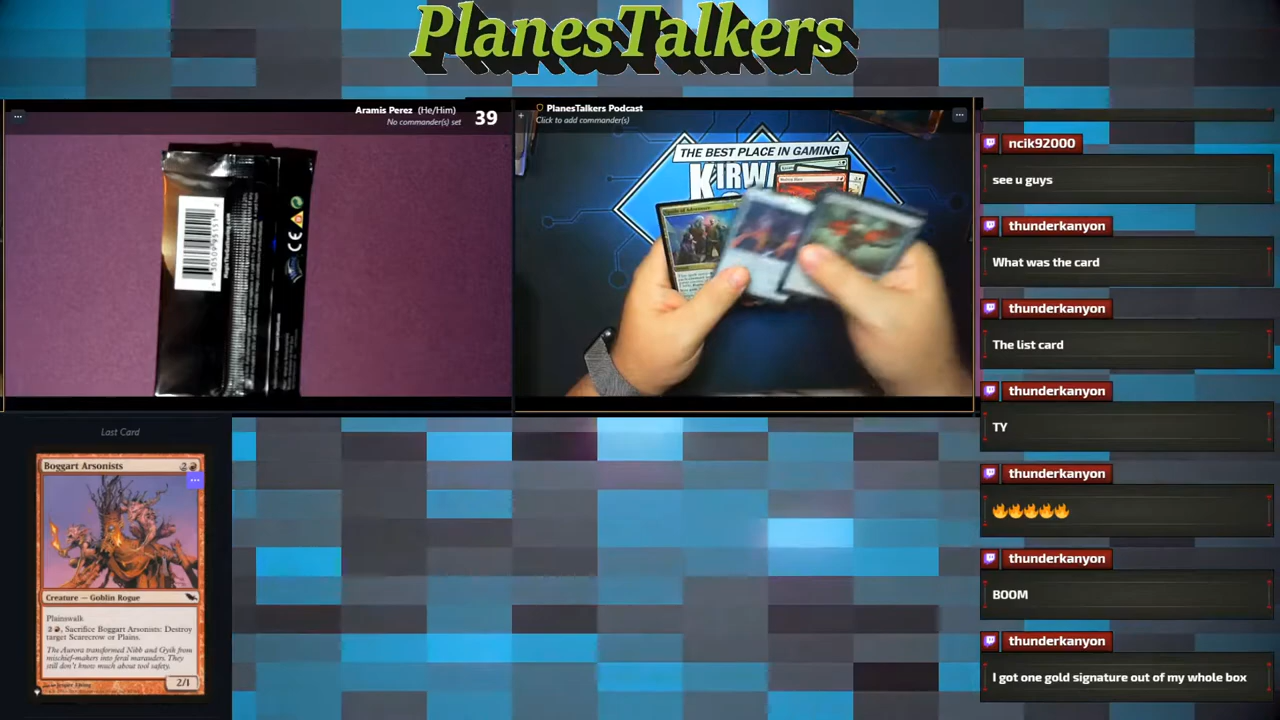 PlanesTalkers
Aramis Perez (He/Him)
No commander(s) set
39
PlanesTalkers Podcast
Click to add commander(s)
THE BEST PLACE IN GAMING
KIRW
ncik92000
see u guys
thunderkanyon
What was the card
thunderkanyon
The list card
thunderkanyon
TY
thunderkanyon
🔥🔥🔥🔥🔥
thunderkanyon
BOOM
thunderkanyon
I got one gold signature out of my whole box
Last Card
Boggart Arsonists 2
Creature — Goblin Rogue
Plainswalk
2, Sacrifice Boggart Arsonists: Destroy
target Scarecrow or Plains.
The Aurora transformed Nibb and Gyik from
mischief-makers into feral marauders. They
still don't know much about tool safety.
2/1